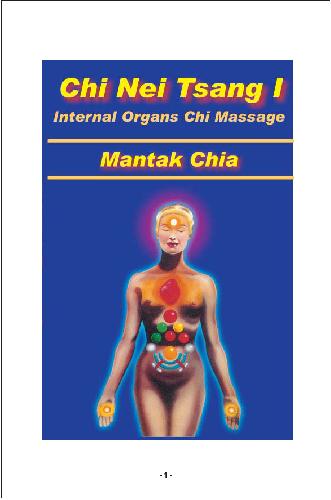 Chi Nei Tsang I
Internal Organs Chi Massage
Mantak Chia
- 1 -